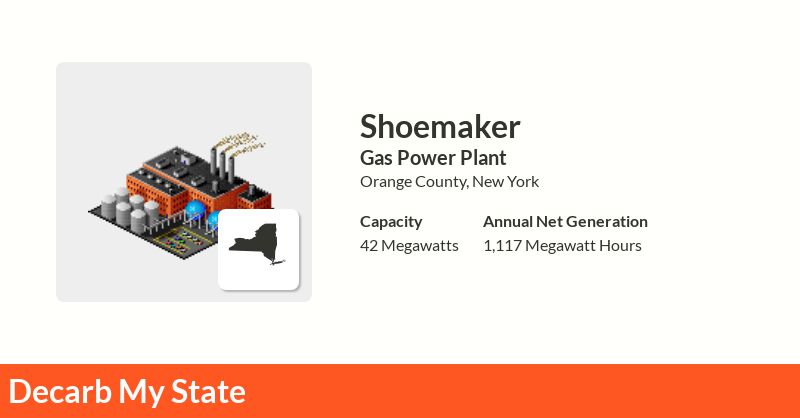 Shoemaker
Gas Power Plant
Orange County, New York
Capacity
Annual Net Generation
42 Megawatts
1,117 Megawatt Hours
Decarb My State